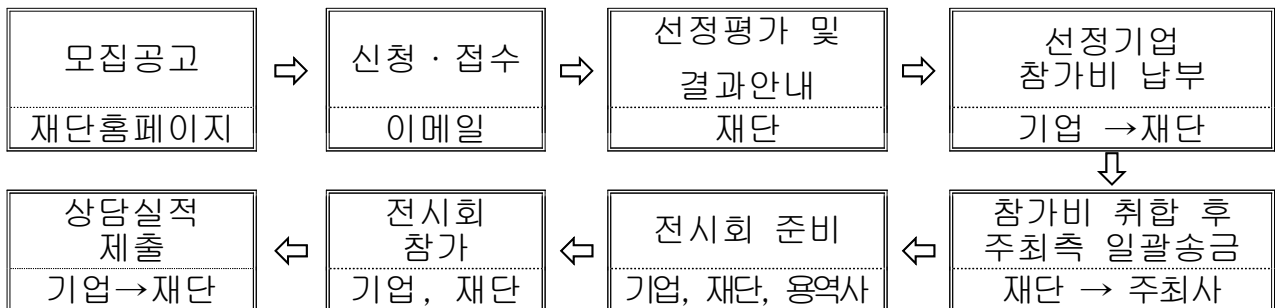 모집공고
재단홈페이지
⇨
신청 · 접수
이메일
⇨
선정평가 및
결과안내
재단
⇨
선정기업
참가비 납부
기업 →재단
⇩
참가비 취합 후
주최측 일괄송금
재단 → 주최사
⇦
전시회 준비
기업, 재단, 용역사
⇦
전시회
참가
기업, 재단
⇦
상담실적
제출
기업→재단